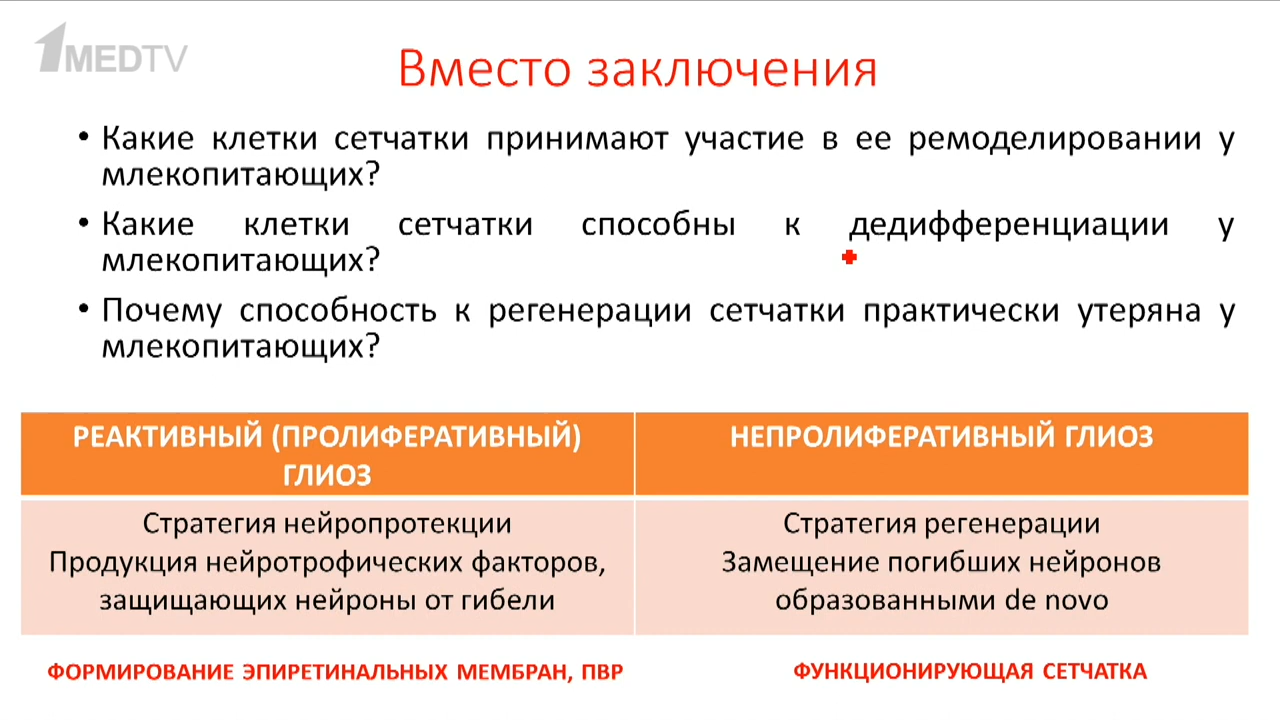 1MEDTV
Вместо заключения
• Какие клетки сетчатки принимают участие в ее ремоделировании у
млекопитающих?
• Какие клетки сетчатки способны к дедифференциации у
млекопитающих?
• Почему способность к регенерации сетчатки практически утеряна у
млекопитающих?
РЕАКТИВНЫЙ (ПРОЛИФЕРАТИВНЫЙ)
ГЛИОЗ
НЕПРОЛИФЕРАТИВНЫЙ ГЛИОЗ
Стратегия нейропротекции
Продукция нейротрофических факторов,
защищающих нейроны от гибели
Стратегия регенерации
Замещение погибших нейронов
образованными de novo
ФОРМИРОВАНИЕ ЭПИРЕТИНАЛЬНЫХ МЕМБРАН, ПВР
ФУНКЦИОНИРУЮЩАЯ СЕТЧАТКА